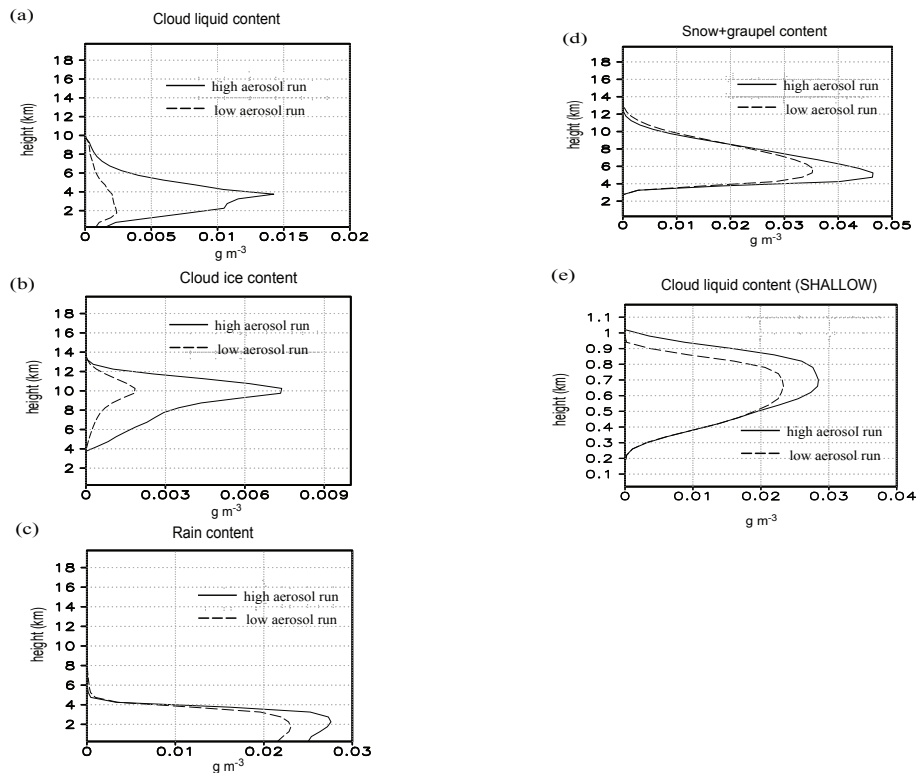 (a)
Cloud liquid content
18
16
14
12
10
8
6
4
2
height (km)
high aerosol run
low aerosol run
0 0.005 0.01 0.015 0.02
g m-3
(b)
Cloud ice content
18
16
14
12
10
8
6
4
2
height (km)
high aerosol run
low aerosol run
0 0.003 0.006 0.009
g m-3
(c)
Rain content
18
16
14
12
10
8
6
4
2
height (km)
high aerosol run
low aerosol run
0 0.01 0.02 0.03
g m-3
(d)
Snow+graupel content
18
16
14
12
10
8
6
4
2
height (km)
high aerosol run
low aerosol run
0 0.01 0.02 0.03 0.04 0.05
g m-3
(e)
Cloud liquid content (SHALLOW)
1.1
1
0.9
0.8
0.7
0.6
0.5
0.4
0.3
0.2
0.1
height (km)
high aerosol run
low aerosol run
0 0.01 0.02 0.03 0.04
g m-3